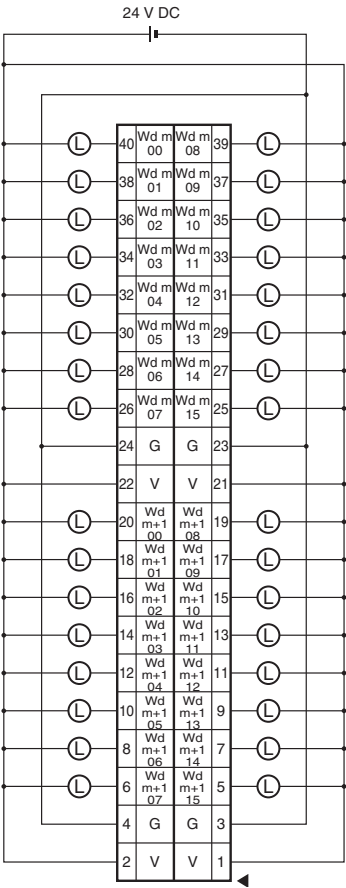 24 V DC
L 40 Wd m 00 Wd m 08 39 L
L 38 Wd m 01 Wd m 09 37 L
L 36 Wd m 02 Wd m 10 35 L
L 34 Wd m 03 Wd m 11 33 L
L 32 Wd m 04 Wd m 12 31 L
L 30 Wd m 05 Wd m 13 29 L
L 28 Wd m 06 Wd m 14 27 L
L 26 Wd m 07 Wd m 15 25 L
24 G G 23
22 V V 21
L 20 Wd m+1 00 Wd m+1 08 19 L
L 18 Wd m+1 01 Wd m+1 09 17 L
L 16 Wd m+1 02 Wd m+1 10 15 L
L 14 Wd m+1 03 Wd m+1 11 13 L
L 12 Wd m+1 04 Wd m+1 12 11 L
L 10 Wd m+1 05 Wd m+1 13 9 L
L 8 Wd m+1 06 Wd m+1 14 7 L
L 6 Wd m+1 07 Wd m+1 15 5 L
4 G G 3
2 V V 1